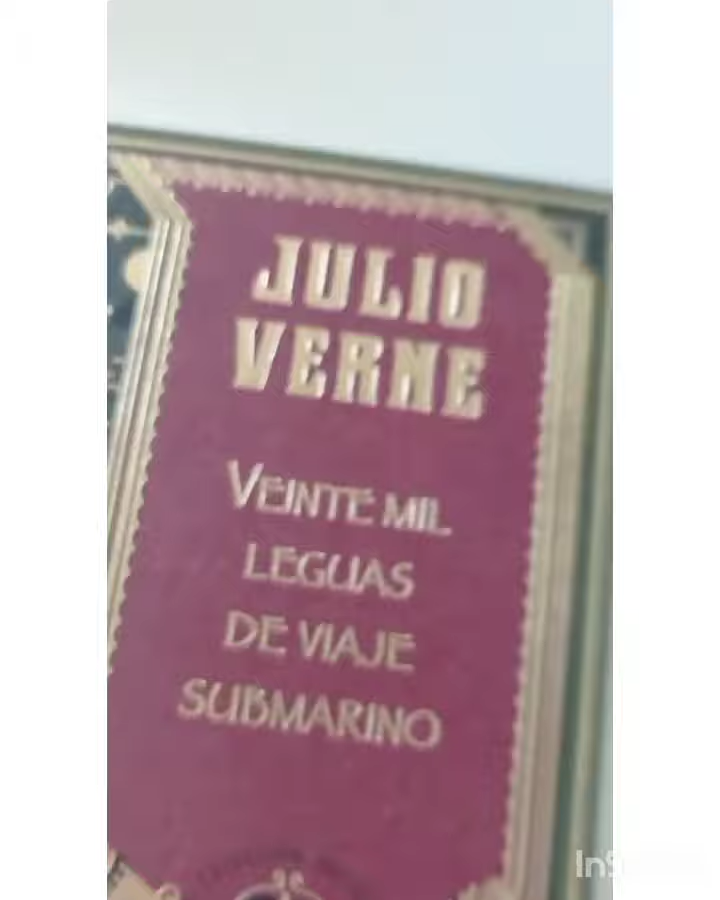 JULIO
VERNE
VEINTE MIL
LEGUAS
DE VIAJE
SUBMARINO